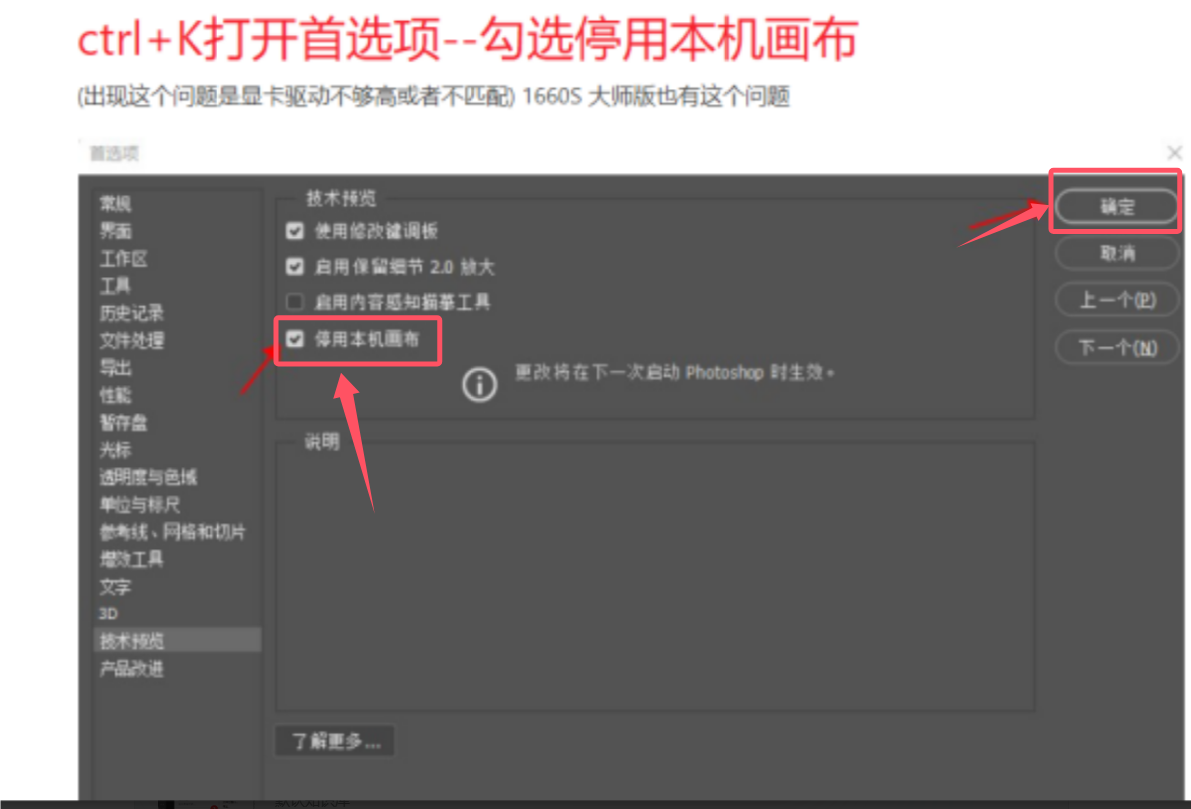 ctrl+K打开首选项--勾选停用本机画布
(出现这个问题是显卡驱动不够高或者不匹配) 1660S 大师版也有这个问题
首选项
常规
界面
工作区
工具
历史记录
文件处理
导出
性能
暂存盘
光标
透明度与色域
单位与标尺
参考线、网格和切片
增效工具
文字
3D
技术预览
产品改进
技术预览
使用修改键调板
启用保留细节 2.0 放大
启用内容感知描摹工具
停用本机画布
更改将在下一次启动 Photoshop 时生效。
说明
了解更多...
确定
取消
上一个(P)
下一个(N)